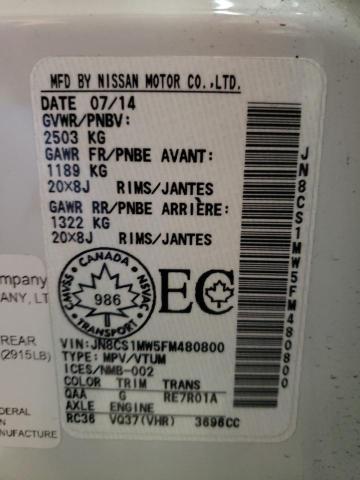 MFD BY NISSAN MOTOR CO.,LTD.
DATE 07/14
GVWR/PNBV:
2503 KG
GAWR FR/PNBE AVANT:
1189 KG
20X8J RIMS/JANTES
GAWR RR/PNBE ARRIÈRE:
1322 KG
20X8J RIMS/JANTES
CANADA
CMVSS NSVAC
986
TRANSPORT
EC
VIN:JN8CS1MW5FM480800
TYPE:MPV/VTUM
ICES/NMB-002
COLOR TRIM TRANS
QAA G RE7R01A
AXLE ENGINE
RC36 VQ37(VHR) 3696CC
JN8CS1MW5FM480800
ompany
ANY, LT
REAR
(2915LB)
DERAL
ON
NUFACTURE